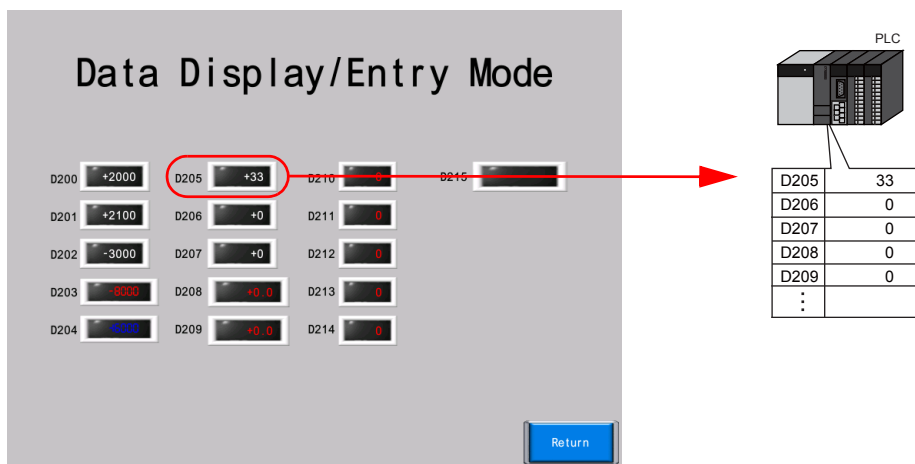 PLC
Data Display/Entry Mode
D200 +2000 D205 +33 D210 0 D215
D201 +2100 D206 +0 D211 0
D202 -3000 D207 +0 D212 0
D203 -8000 D208 +0.0 D213 0
D204 D209 +0.0 D214 0
Return
D205 33
D206 0
D207 0
D208 0
D209 0
⋮